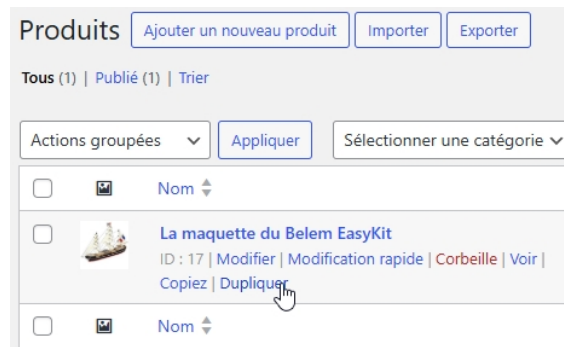 Produits Ajouter un nouveau produit Importer Exporter
Tous (1) | Publié (1) | Trier
Actions groupées Appliquer Sélectionner une catégorie
Nom
La maquette du Belem EasyKit
ID : 17 | Modifier | Modification rapide | Corbeille | Voir |
Copiez | Dupliquer
Nom